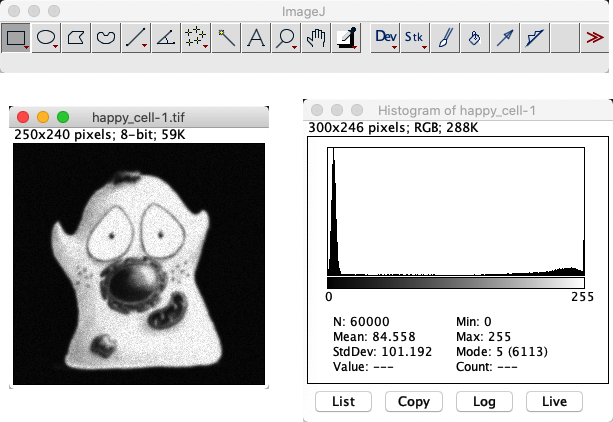 ImageJ
Dev Stk
happy_cell-1.tif
250x240 pixels; 8-bit; 59K
Histogram of happy_cell-1
300x246 pixels; RGB; 288K
0 255
N: 60000 Min: 0
Mean: 84.558 Max: 255
StdDev: 101.192 Mode: 5 (6113)
Value: --- Count: ---
List Copy Log Live